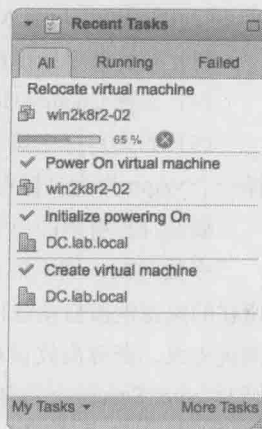 Recent Tasks
All Running Failed
Relocate virtual machine
win2k8r2-02
65 %
Power On virtual machine
win2k8r2-02
Initialize powering On
DC.lab.local
Create virtual machine
DC.lab.local
My Tasks More Tasks